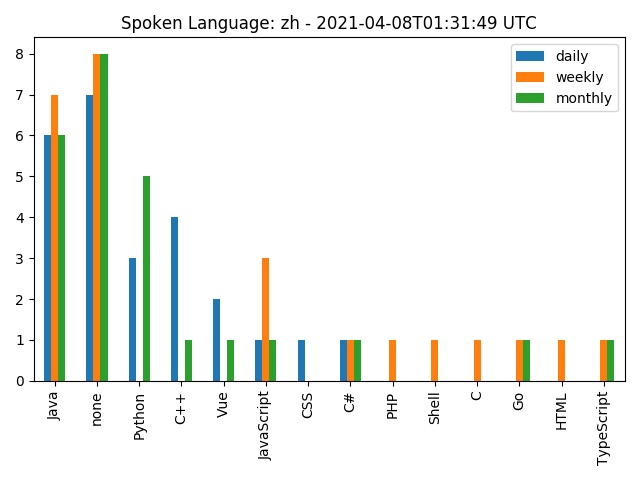 Spoken Language: zh - 2021-04-08T01:31:49 UTC
daily
weekly
monthly
8
7
6
5
4
3
2
1
0
Java
none
Python
C++
Vue
JavaScript
CSS
C#
PHP
Shell
C
Go
HTML
TypeScript